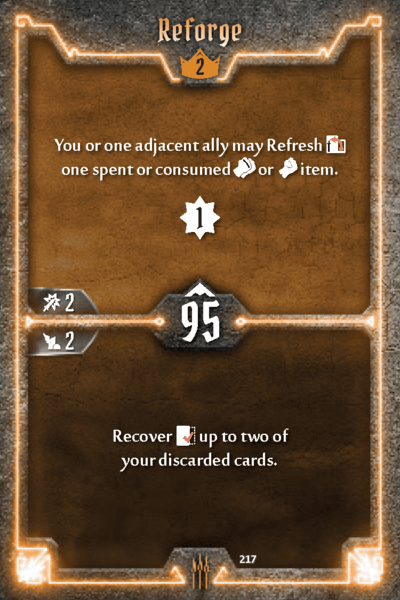 Reforge
2
You or one adjacent ally may Refresh
one spent or consumed or item.
1
2
95
2
Recover up to two of
your discarded cards.
217